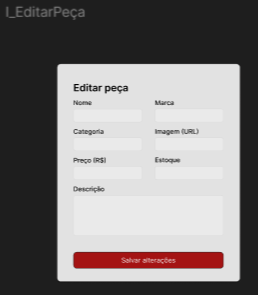 I_EditarPeça
Editar peça
Nome Marca
Categoria Imagem (URL)
Preço (R$) Estoque
Descrição
Salvar alterações